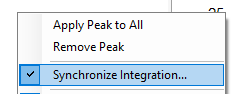 Apply Peak to All
Remove Peak
Synchronize Integration...